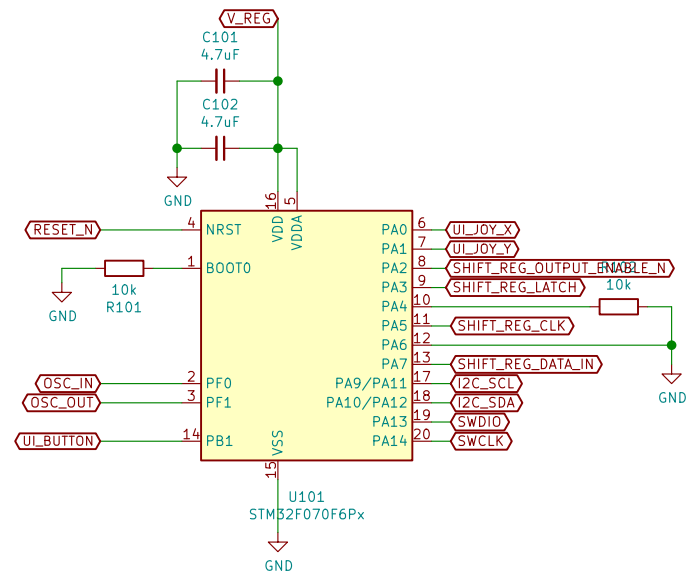 V_REG
C101
4.7uF
C102
4.7uF
GND
16
5
VDD
VDDA
RESET_N
4
NRST
PA0
6
UI_JOY_X
PA1
7
UI_JOY_Y
1
BOOT0
PA2
8
SHIFT_REG_OUTPUT_ENABLE_N
PA3
9
SHIFT_REG_LATCH
10k
R101
GND
PA4
10
10k
PA5
11
SHIFT_REG_CLK
PA6
12
PA7
13
SHIFT_REG_DATA_IN
GND
OSC_IN
2
PF0
PA9/PA11
17
I2C_SCL
OSC_OUT
3
PF1
PA10/PA12
18
I2C_SDA
PA13
19
SWDIO
UI_BUTTON
14
PB1
PA14
20
SWCLK
VSS
15
U101
STM32F070F6Px
GND